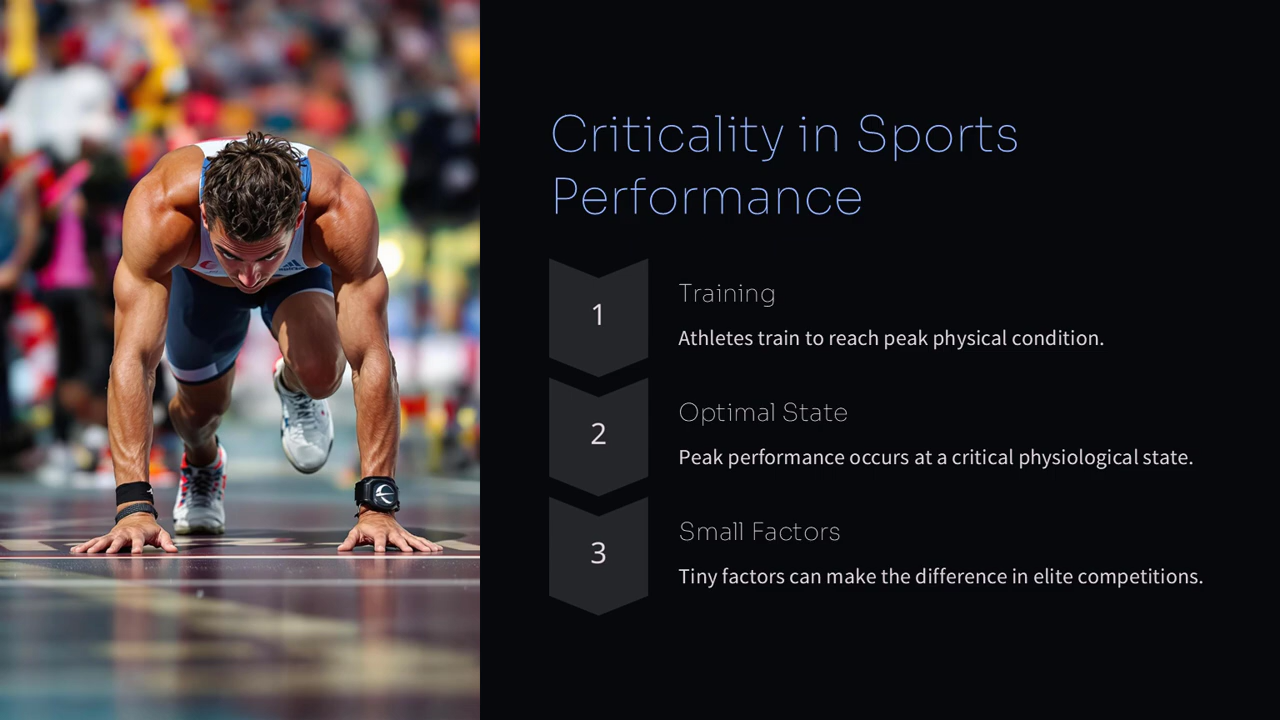 Criticality in Sports
Performance
1
Training
Athletes train to reach peak physical condition.
2
Optimal State
Peak performance occurs at a critical physiological state.
3
Small Factors
Tiny factors can make the difference in elite competitions.